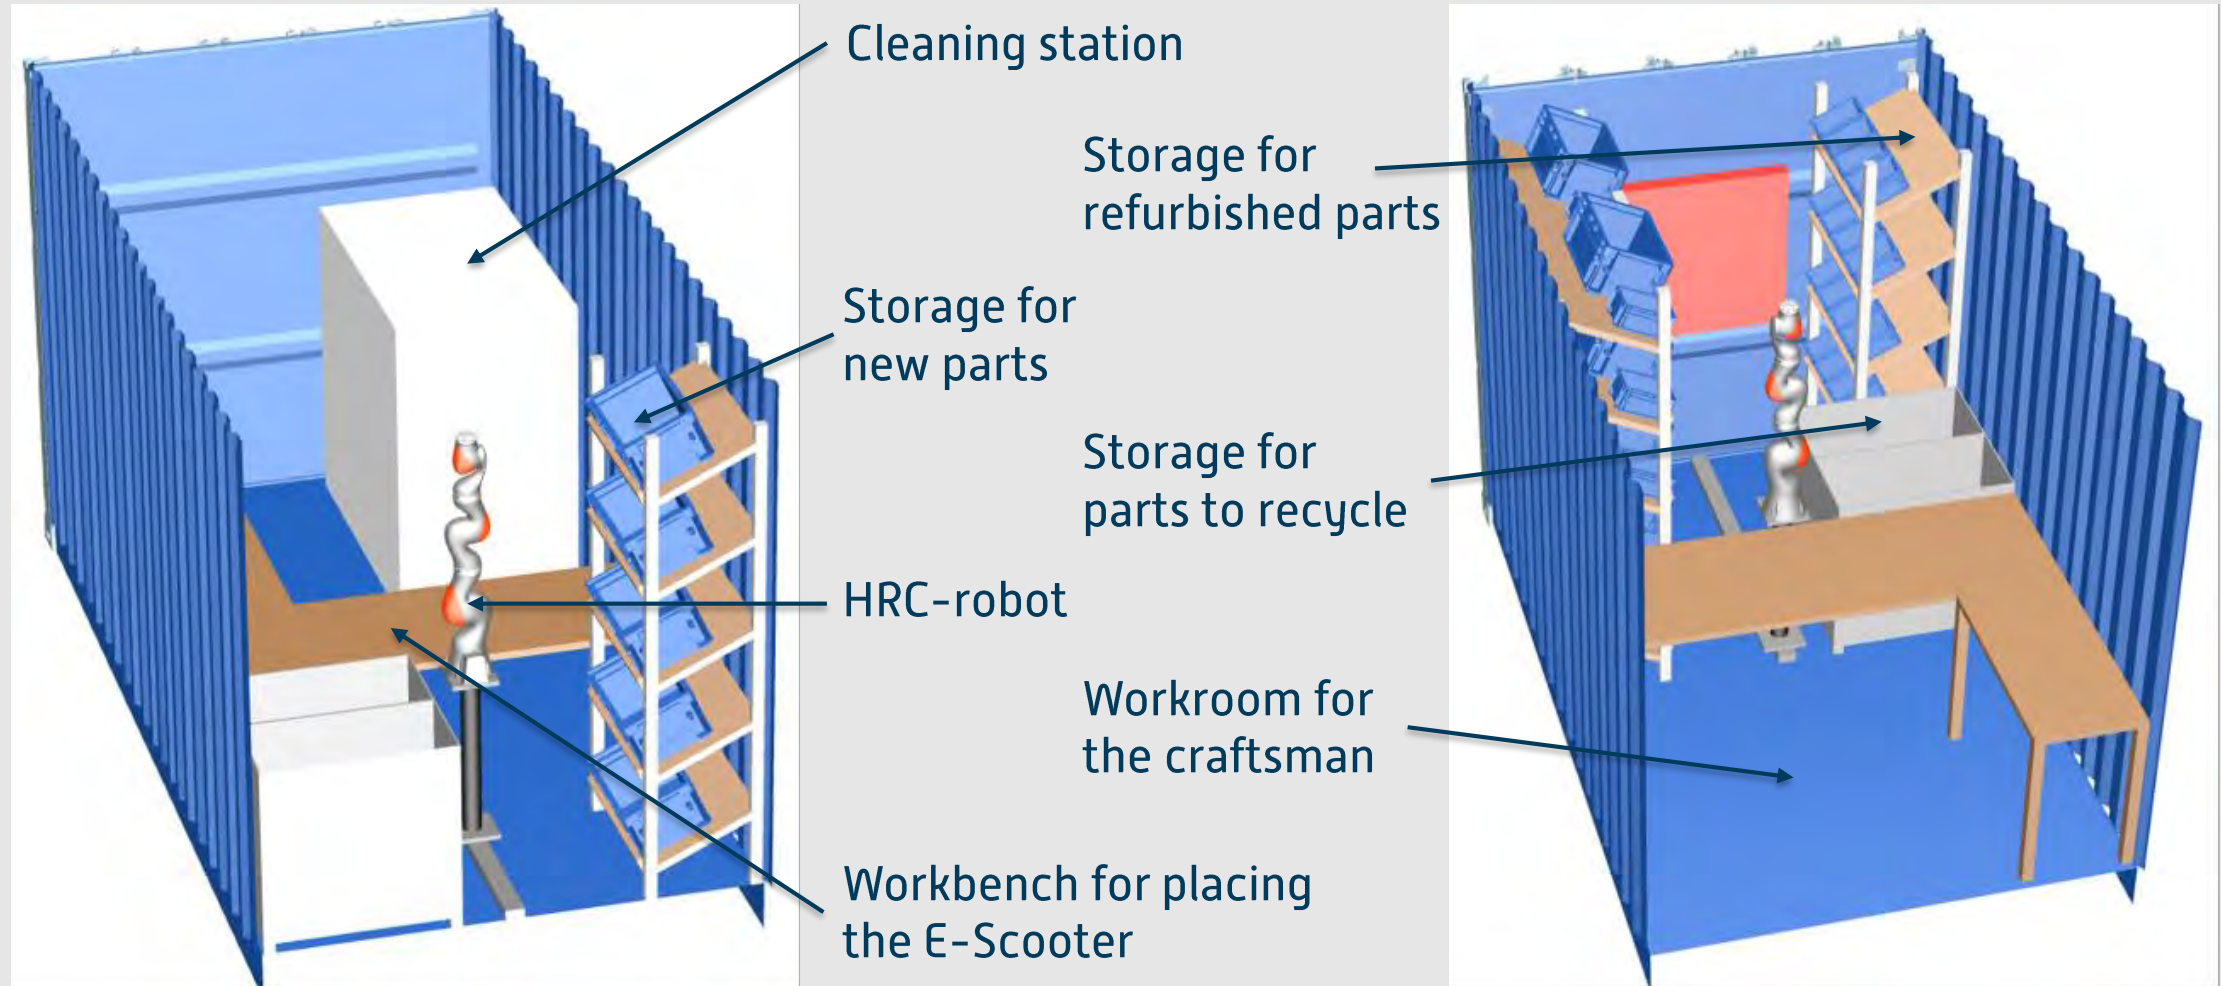 Cleaning station
Storage for
refurbished parts
Storage for
new parts
Storage for
parts to recycle
HRC-robot
Workroom for
the craftsman
Workbench for placing
the E-Scooter